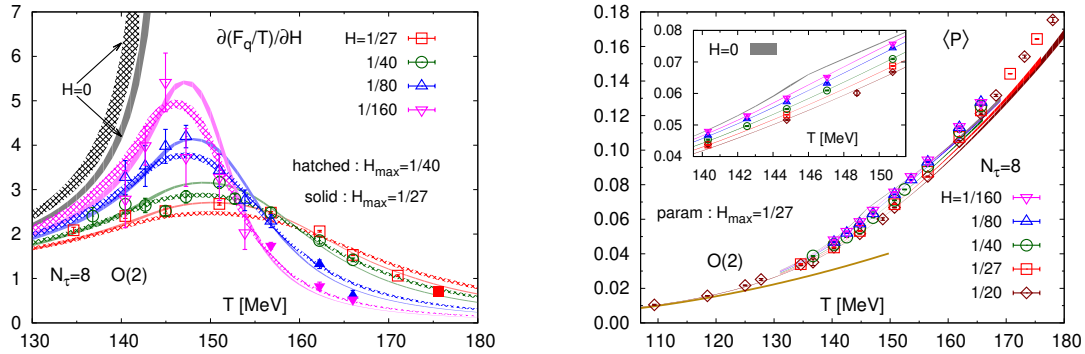 7
6
5
4
3
2
1
0
∂(F_q/T)/∂H
H=1/27
1/40
1/80
1/160
H=0
hatched : H_max=1/40
solid : H_max=1/27
N_τ=8 O(2)
T [MeV]
130 140 150 160 170 180
0.18
0.16
0.14
0.12
0.10
0.08
0.06
0.04
0.02
0.00
⟨P⟩
H=0
0.08
0.07
0.06
0.05
0.04
T [MeV]
140 142 144 146 148 150
N_τ=8
H=1/160
1/80
1/40
1/27
1/20
param : H_max=1/27
O(2)
T [MeV]
110 120 130 140 150 160 170 180